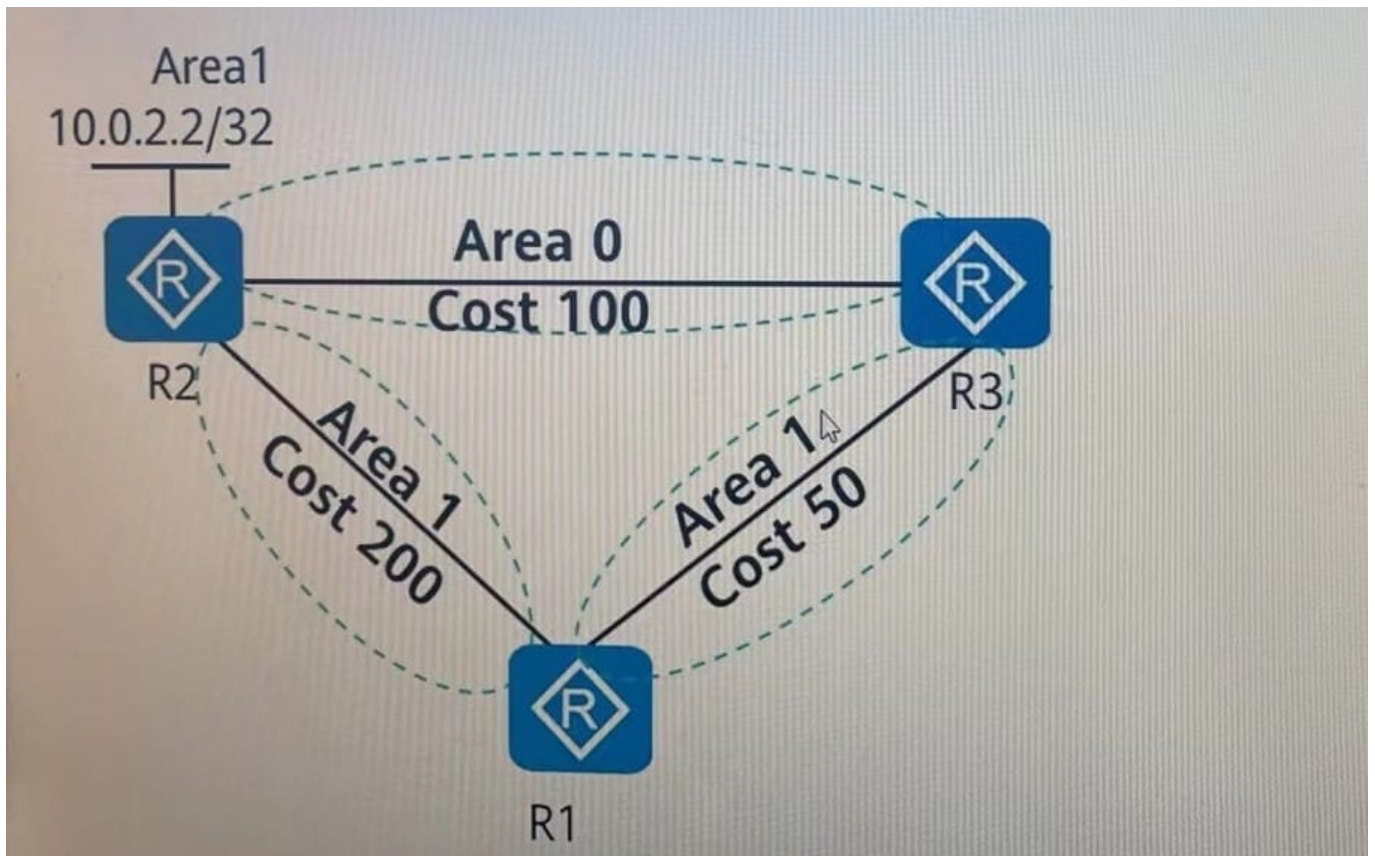 Area1
10.0.2.2/32
Area 0
Cost 100
R
R
R2
R3
Area 1
Cost 200
Area 1
Cost 50
R
R1